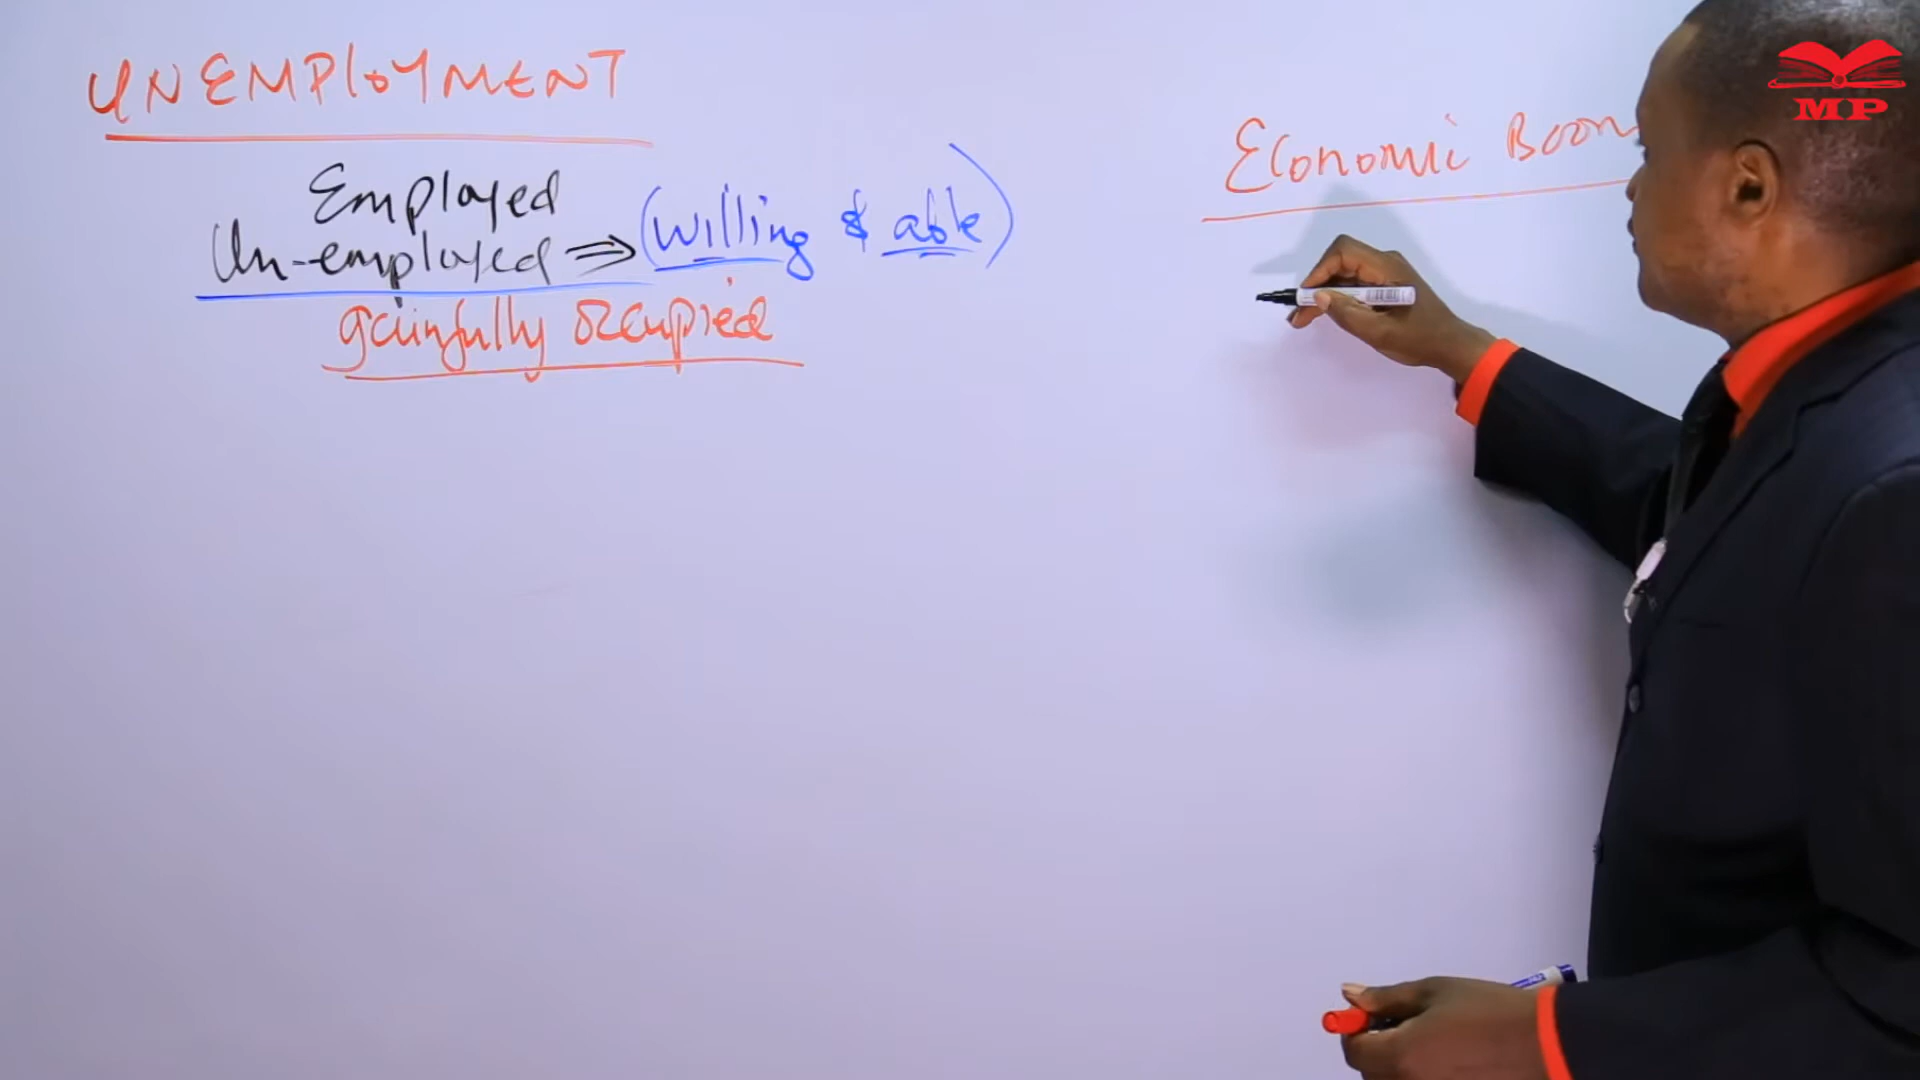 UNEMPLOYMENT
Employed
Un-employed ⇒ (willing & able)
gainfully occupied
Economic Boom
MP